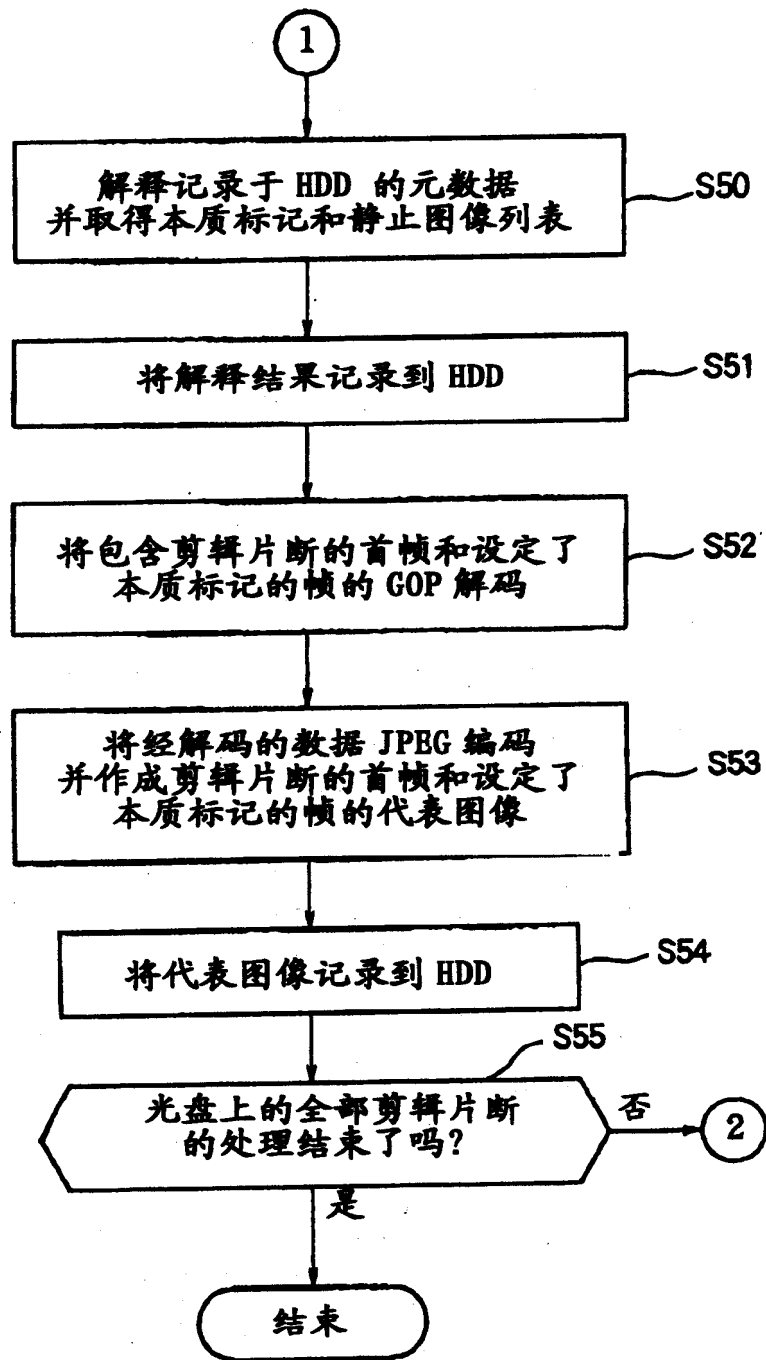 1
解释记录于 HDD 的元数据
并取得本质标记和静止图像列表
S50
将解释结果记录到 HDD
S51
将包含剪辑片断的首帧和设定了
本质标记的帧的 GOP 解码
S52
将经解码的数据 JPEG 编码
并作成剪辑片断的首帧和设定了
本质标记的帧的代表图像
S53
将代表图像记录到 HDD
S54
S55
光盘上的全部剪辑片断
的处理结束了吗?
否
2
是
结束